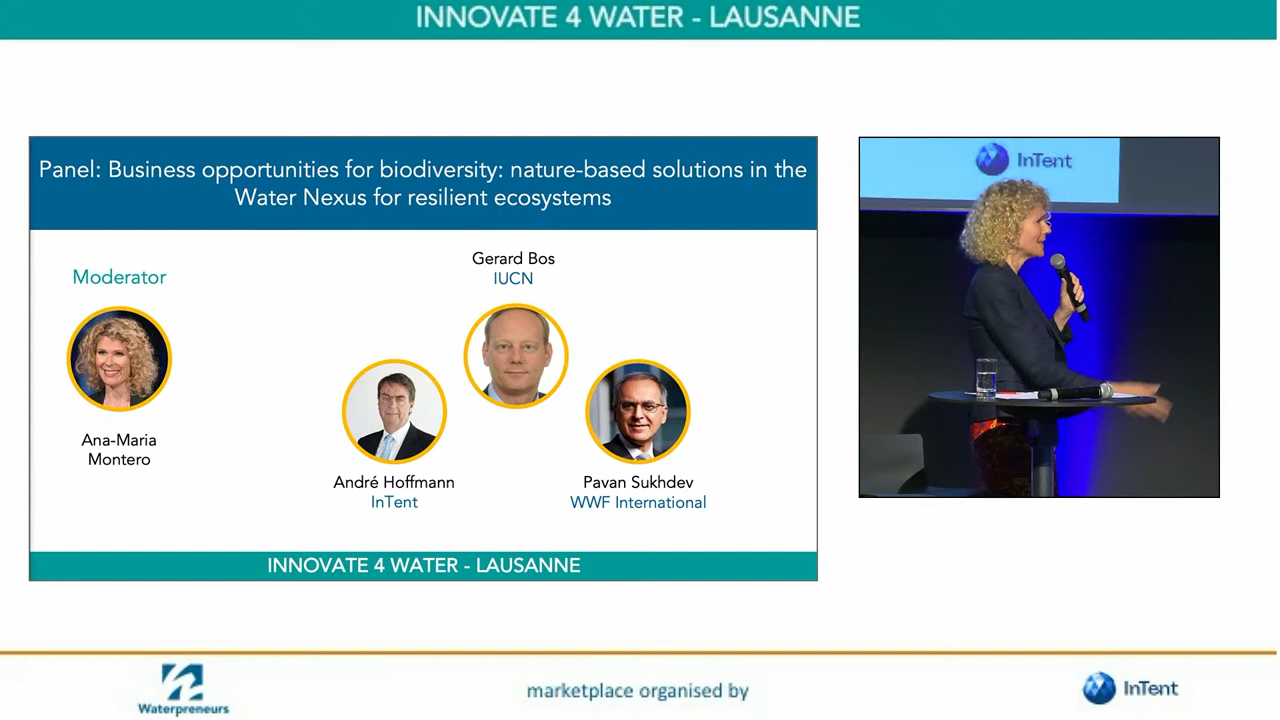 INNOVATE 4 WATER - LAUSANNE
Panel: Business opportunities for biodiversity: nature-based solutions in the
Water Nexus for resilient ecosystems
Moderator
Ana-Maria
Montero
Gerard Bos
IUCN
André Hoffmann
InTent
Pavan Sukhdev
WWF International
INNOVATE 4 WATER - LAUSANNE
InTent
Waterpreneurs
marketplace organised by
InTent